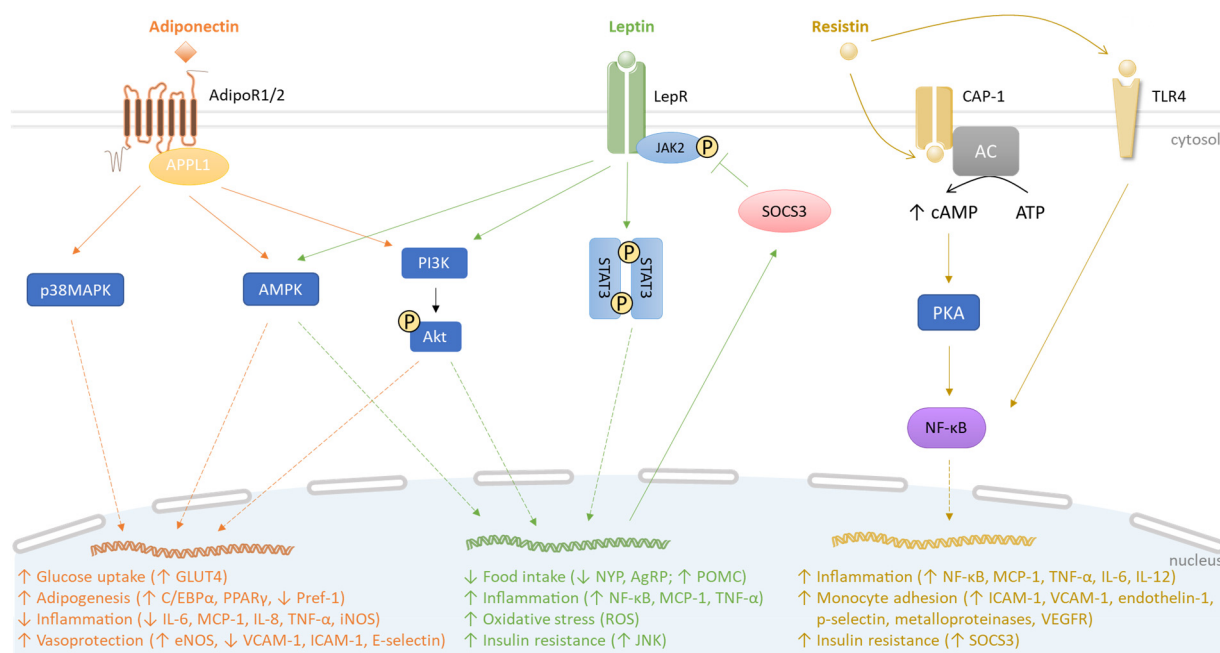 Adiponectin
Leptin
Resistin
AdipoR1/2
LepR
CAP-1
TLR4
cytosol
APPL1
JAK2
P
AC
SOCS3
↑ cAMP
ATP
p38MAPK
AMPK
PI3K
P
Akt
STAT3
P
P
STAT3
PKA
NF-κB
nucleus
↑ Glucose uptake (↑ GLUT4)
↑ Adipogenesis (↑ C/EBPα, PPARγ, ↓ Pref-1)
↓ Inflammation (↓ IL-6, MCP-1, IL-8, TNF-α, iNOS)
↑ Vasoprotection (↑ eNOS, ↓ VCAM-1, ICAM-1, E-selectin)
↓ Food intake (↓ NYP, AgRP; ↑ POMC)
↑ Inflammation (↑ NF-κB, MCP-1, TNF-α)
↑ Oxidative stress (ROS)
↑ Insulin resistance (↑ JNK)
↑ Inflammation (↑ NF-κB, MCP-1, TNF-α, IL-6, IL-12)
↑ Monocyte adhesion (↑ ICAM-1, VCAM-1, endothelin-1,
p-selectin, metalloproteinases, VEGFR)
↑ Insulin resistance (↑ SOCS3)